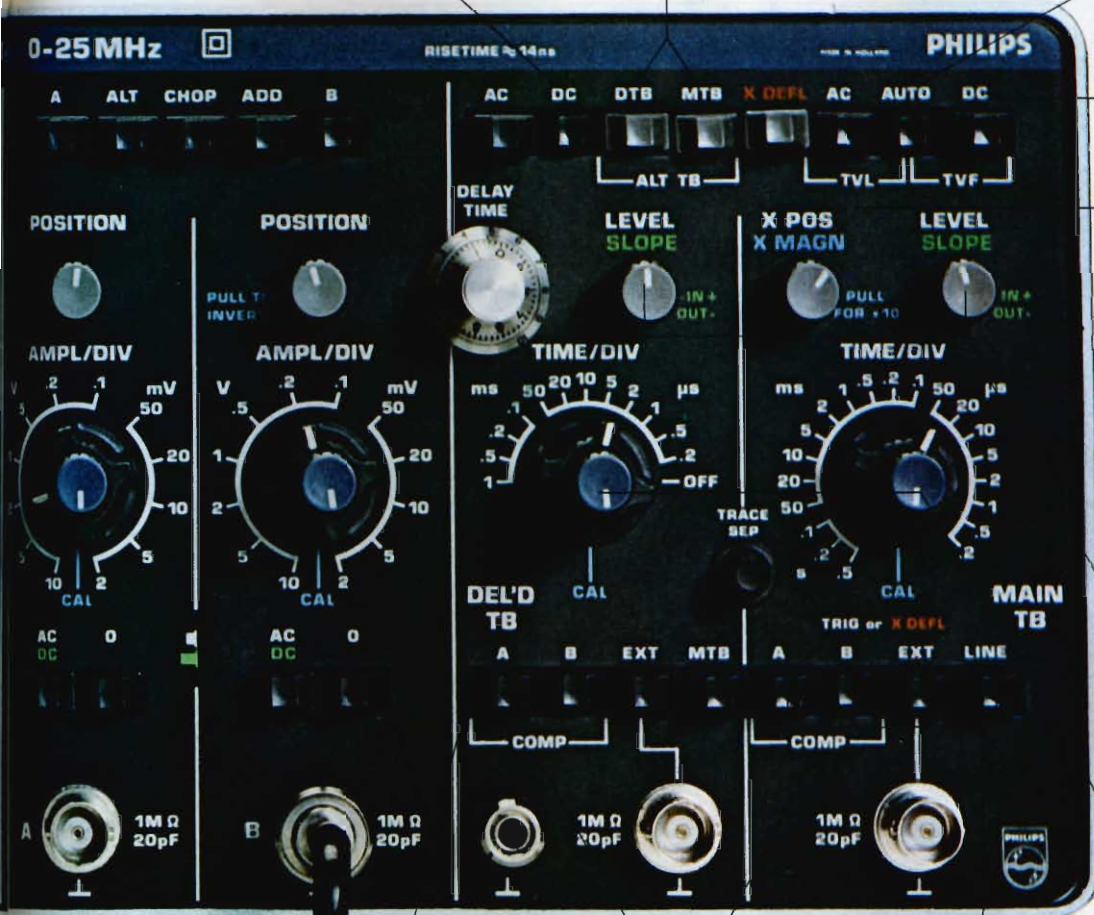 0-25MHz
RISETIME ≈ 14ns
MADE IN HOLLAND
PHILIPS
A ALT CHOP ADD B
AC DC DTB MTB X DEFL AC AUTO DC
ALT TB TVL TVF
DELAY
TIME
POSITION
POSITION
PULL T
INVER
LEVEL
SLOPE
-IN +
OUT-
X POS
X MAGN
PULL
FOR x10
LEVEL
SLOPE
IN +
OUT-
AMPL/DIV
V .2 .1 mV
50
20
10
5
2
10
CAL
AMPL/DIV
V .5 .2 .1 mV
50
20
10
5
2
10
5
2
1
CAL
TIME/DIV
ms 50 20 10 5 2 µs
.1 1
.2 .5
.5 .2
1 OFF
CAL
DEL'D
TB
TRACE
SEP
TIME/DIV
ms 1 .5 .2 .1 50 µs
2 20
5 10
10 5
20 2
50 1
.1 .5
.2 .2
s .5
CAL
MAIN
TB
TRIG or X DEFL
AC
DC
0
AC
DC
0
A B EXT MTB
COMP
A B EXT LINE
COMP
A
1M Ω
20pF
B
1M Ω
20pF
1M Ω
20pF
1M Ω
20pF
PHILIPS